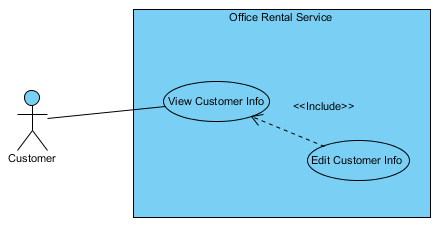 Office Rental Service
View Customer Info
<<Include>>
Edit Customer Info
Customer